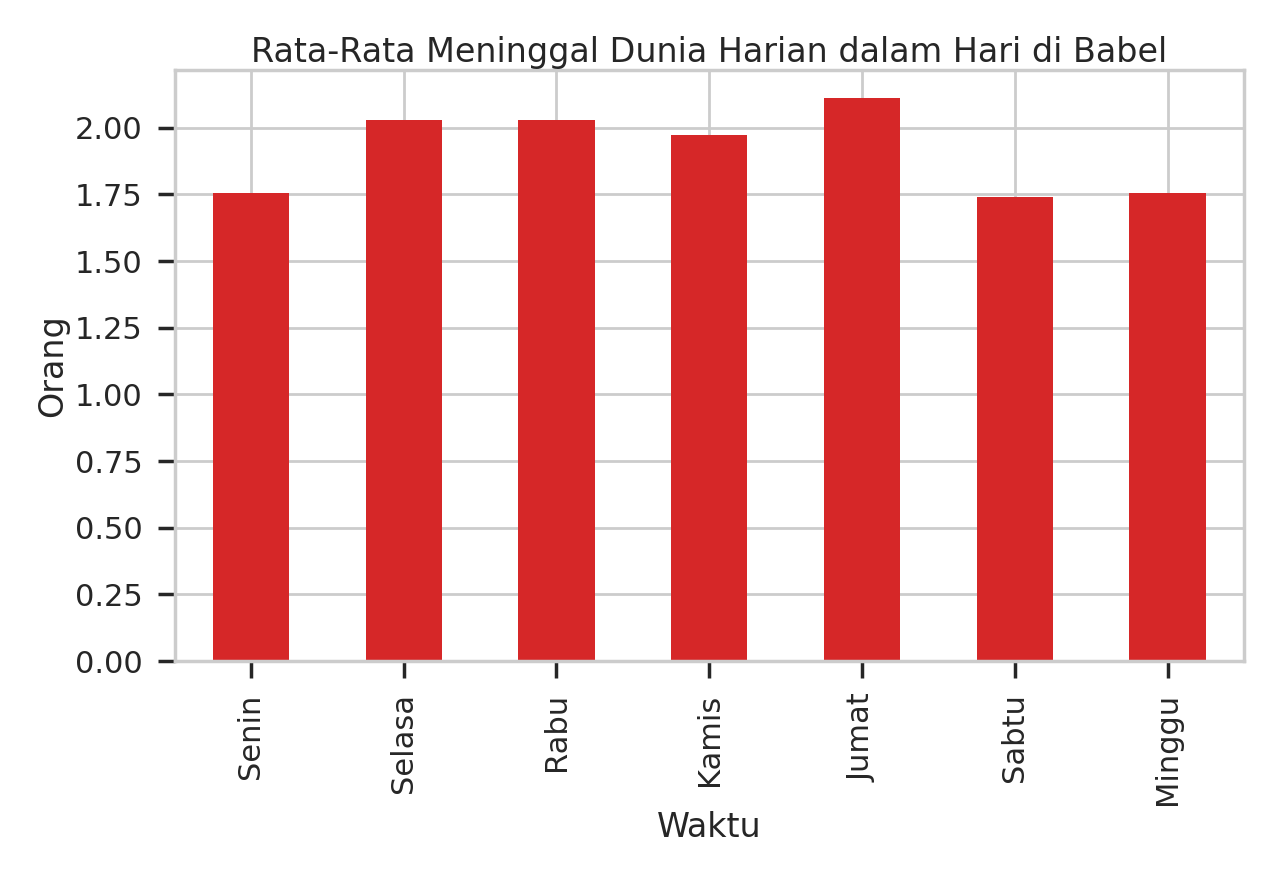 Rata-Rata Meninggal Dunia Harian dalam Hari di Babel
Orang
2.00
1.75
1.50
1.25
1.00
0.75
0.50
0.25
0.00
Senin
Selasa
Rabu
Kamis
Jumat
Sabtu
Minggu
Waktu